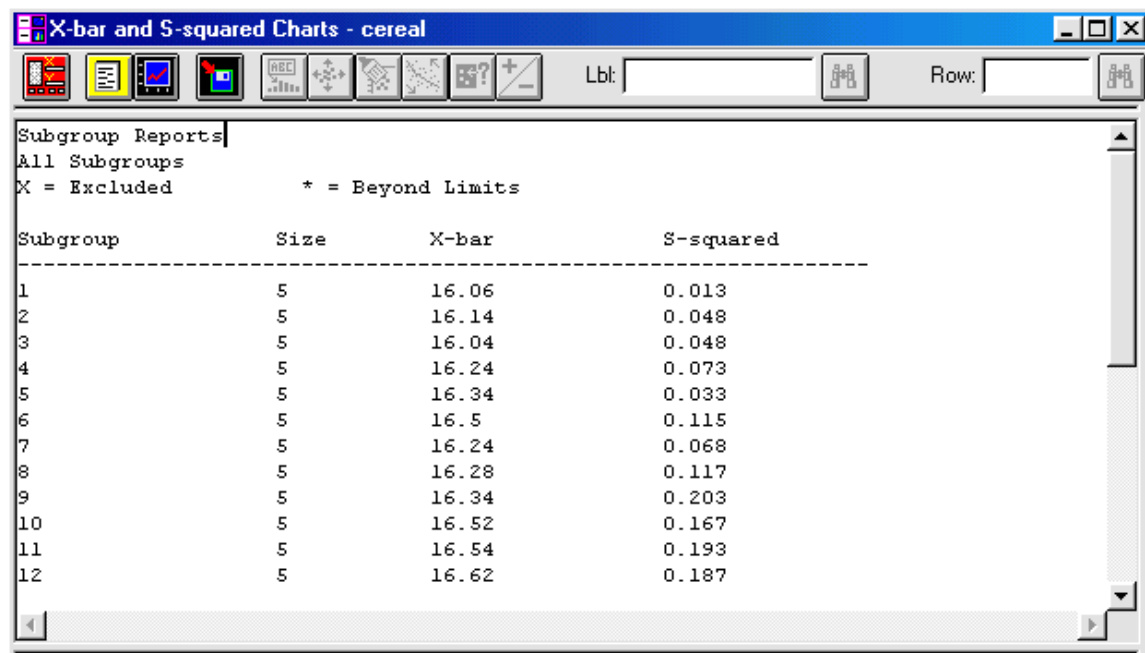 X-bar and S-squared Charts - cereal
ABC Lbl: Row:
Subgroup Reports
All Subgroups
X = Excluded * = Beyond Limits
Subgroup Size X-bar S-squared
------------------------------------------------------------------
1 5 16.06 0.013
2 5 16.14 0.048
3 5 16.04 0.048
4 5 16.24 0.073
5 5 16.34 0.033
6 5 16.5 0.115
7 5 16.24 0.068
8 5 16.28 0.117
9 5 16.34 0.203
10 5 16.52 0.167
11 5 16.54 0.193
12 5 16.62 0.187